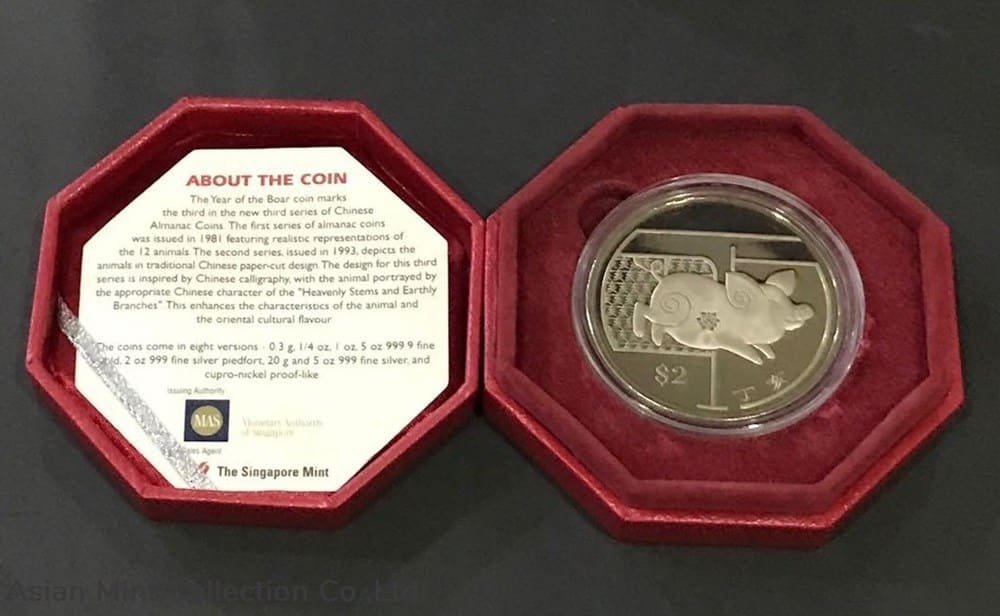 ABOUT THE COIN
The Year of the Boar coin marks
the third in the new third series of Chinese
Almanac Coins. The first series of almanac coins
was issued in 1981 featuring realistic representations of
the 12 animals. The second series, issued in 1993, depicts the
animals in traditional Chinese paper-cut design. The design for this third
series is inspired by Chinese calligraphy, with the animal portrayed by
the appropriate Chinese character of the "Heavenly Stems and Earthly
Branches" This enhances the characteristics of the animal and
the oriental cultural flavour
The coins come in eight versions - 0.3 g, 1/4 oz, 1 oz, 5 oz 999.9 fine
2 oz 999 fine silver piedfort, 20 g and 5 oz 999 fine silver, and
cupro-nickel proof-like
Issuing Authority
MAS
Monetary Authority
of Singapore
Agent
The Singapore Mint
$2
丁亥
Asian Mint Collection Co.,Ltd